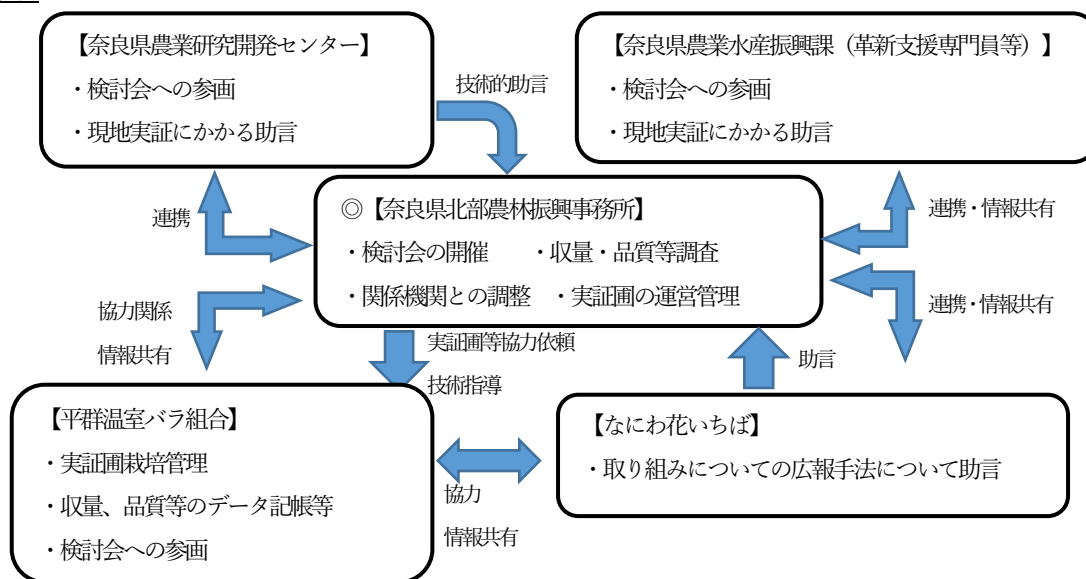 【奈良県農業研究開発センター】
・検討会への参画
・現地実証にかかる助言
技術的助言
【奈良県農業水産振興課（革新支援専門員等）】
・検討会への参画
・現地実証にかかる助言
連携
◎【奈良県北部農林振興事務所】
・検討会の開催　・収量・品質等調査
・関係機関との調整　・実証圃の運営管理
連携・情報共有
協力関係
情報共有
実証圃等協力依頼
技術指導
助言
連携・情報共有
【平群温室バラ組合】
・実証圃栽培管理
・収量、品質等のデータ記帳等
・検討会への参画
協力
情報共有
【なにわ花いちば】
・取り組みについての広報手法について助言